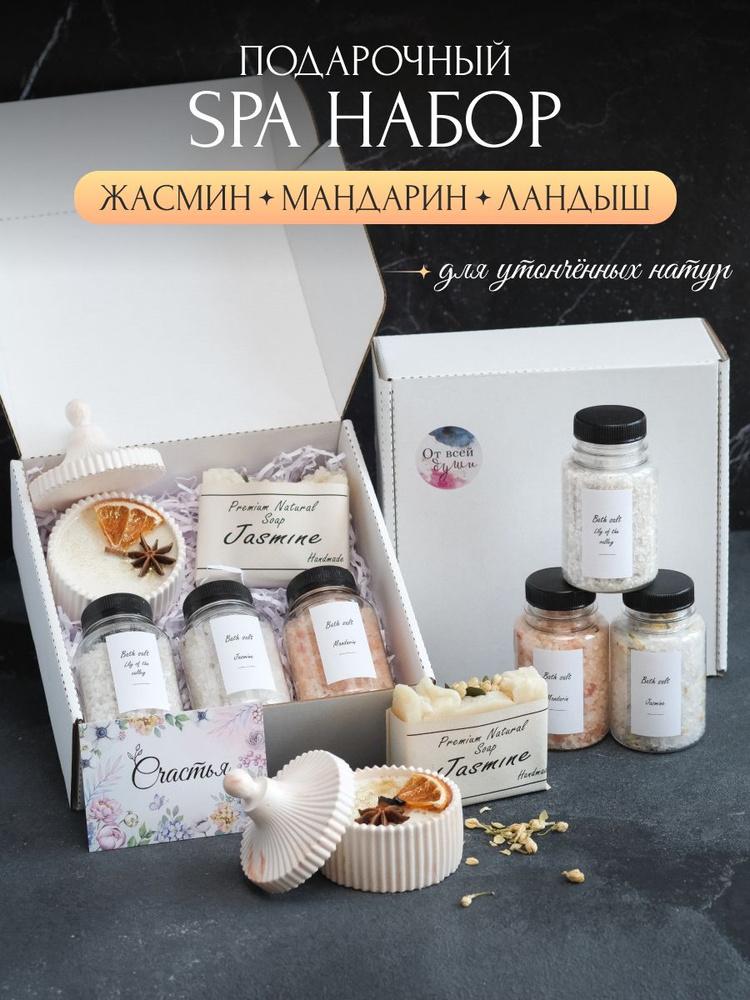 ПОДАРОЧНЫЙ
SPA НАБОР
ЖАСМИН ✦ МАНДАРИН ✦ ЛАНДЫШ
для утончённых натур
От всей
души
Bath salt
Lily of the
valley
Premium Natural
Soap
Jasmine
Handmade
Bath salt
Lily of the
valley
Bath salt
Jasmine
Bath salt
Mandarin
Bath salt
Mandarin
Bath salt
Jasmine
Premium Natural
Soap
Jasmine
Handmad
Счастья